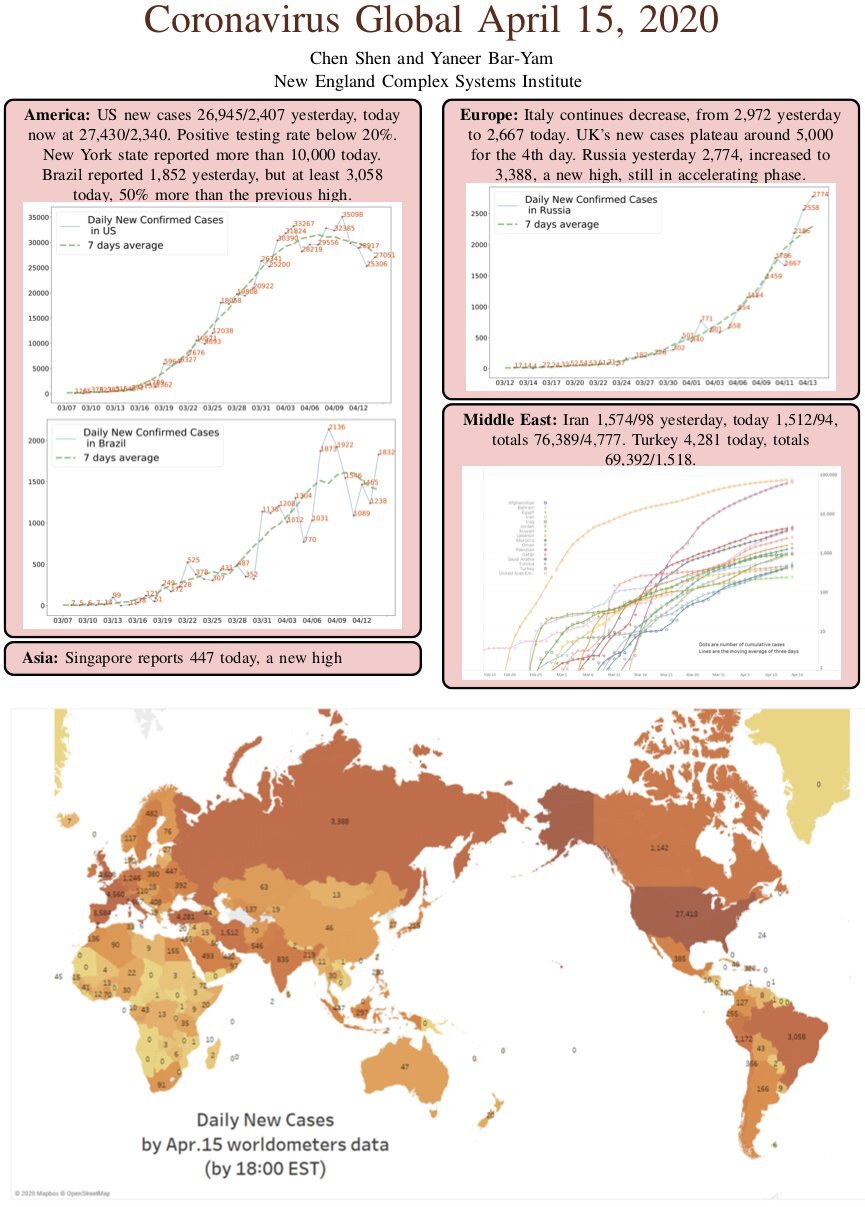 Coronavirus Global April 15, 2020
Chen Shen and Yaneer Bar-Yam
New England Complex Systems Institute
America: US new cases 26,945/2,407 yesterday, today
now at 27,430/2,340. Positive testing rate below 20%.
New York state reported more than 10,000 today.
Brazil reported 1,852 yesterday, but at least 3,058
today, 50% more than the previous high.
Daily New Confirmed Cases
in US
7 days average
35000
30000
25000
20000
15000
10000
5000
0
35098
33267
31824
30390
32385
29556
28219
28917
27051
25306
26341
25200
20922
12038
7676
03/07 03/10 03/13 03/16 03/19 03/22 03/25 03/28 03/31 04/03 04/06 04/09 04/12
Daily New Confirmed Cases
in Brazil
7 days average
2000
1500
1000
500
0
2136
1922
1873
1832
1546
1465
1304
1238
1208
1138
1089
1031
1012
770
525
487
431
378
352
307
249
228
99
03/07 03/10 03/13 03/16 03/19 03/22 03/25 03/28 03/31 04/03 04/06 04/09 04/12
Asia: Singapore reports 447 today, a new high
Europe: Italy continues decrease, from 2,972 yesterday
to 2,667 today. UK's new cases plateau around 5,000
for the 4th day. Russia yesterday 2,774, increased to
3,388, a new high, still in accelerating phase.
Daily New Confirmed Cases
in Russia
7 days average
2500
2000
1500
1000
500
0
2774
2558
2186
1786
1667
1459
1154
954
771
658
601
501
440
302
03/12 03/14 03/17 03/20 03/22 03/24 03/27 03/30 04/01 04/03 04/06 04/08 04/11 04/13
Middle East: Iran 1,574/98 yesterday, today 1,512/94,
totals 76,389/4,777. Turkey 4,281 today, totals
69,392/1,518.
Afghanistan
Bahrain
Egypt
Iran
Iraq
Jordan
Kuwait
Lebanon
Morocco
Oman
Pakistan
Qatar
Saudi Arabia
Tunisia
Turkey
United Arab Em..
100,000
10,000
1,000
100
10
1
Dots are number of cumulative cases
Lines are the moving average of three days
0
3,388
482
117
76
447
380
392
1,246
4,560
4,281
63
13
137
19
46
1,512
70
546
835
493
155
136
90
22
45
91
47
20
1,142
27,413
24
385
127
3,058
1,172
43
366
166
Daily New Cases
by Apr.15 worldometers data
(by 18:00 EST)
© 2020 Mapbox © OpenStreetMap